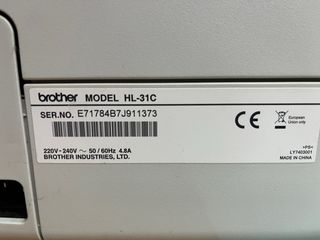 brother MODEL HL-31C
SER.NO. E71784B7J911373
CE
European
Union only
220V-240V ~ 50/60Hz 4.8A
BROTHER INDUSTRIES, LTD.
*PS*
LY7403001
MADE IN CHINA